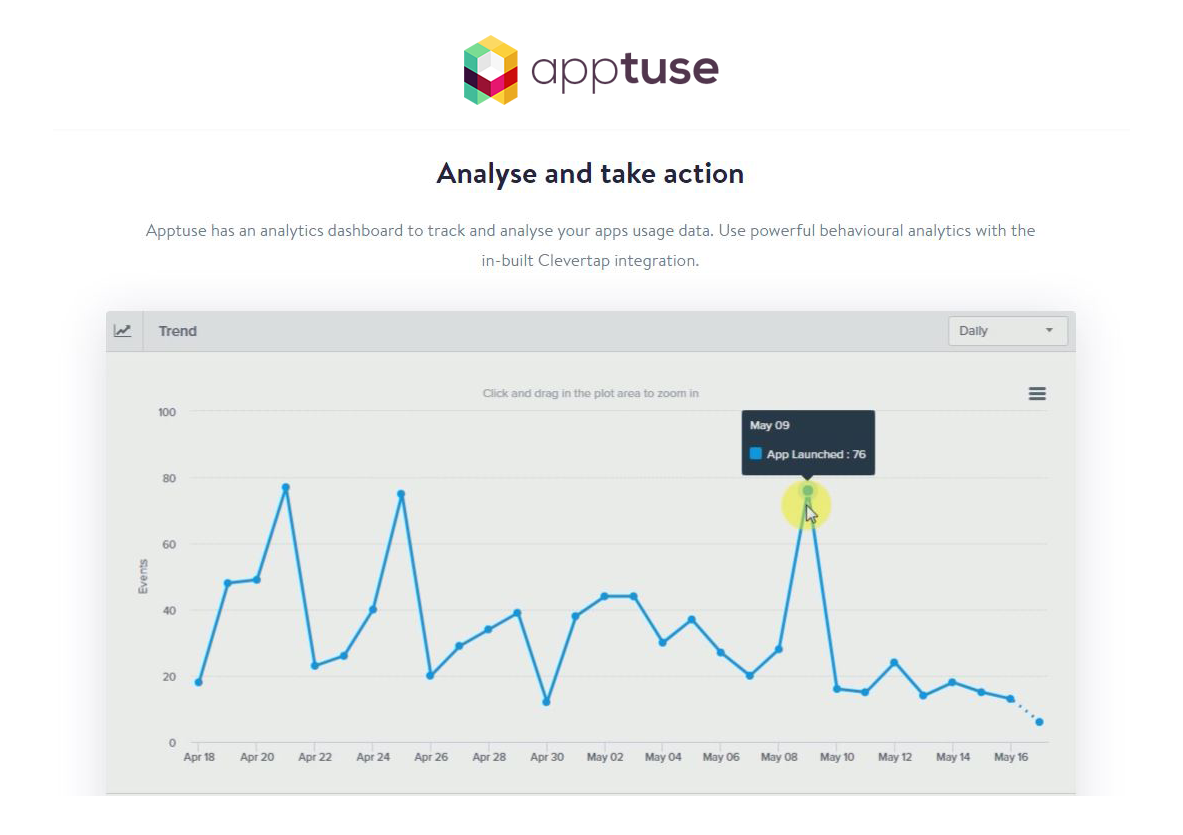 apptuse
Analyse and take action
Apptuse has an analytics dashboard to track and analyse your apps usage data. Use powerful behavioural analytics with the
in-built Clevertap integration.
Trend
Daily
Click and drag in the plot area to zoom in
May 09
App Launched : 76
100
80
60
40
20
0
Events
Apr 18 Apr 20 Apr 22 Apr 24 Apr 26 Apr 28 Apr 30 May 02 May 04 May 06 May 08 May 10 May 12 May 14 May 16